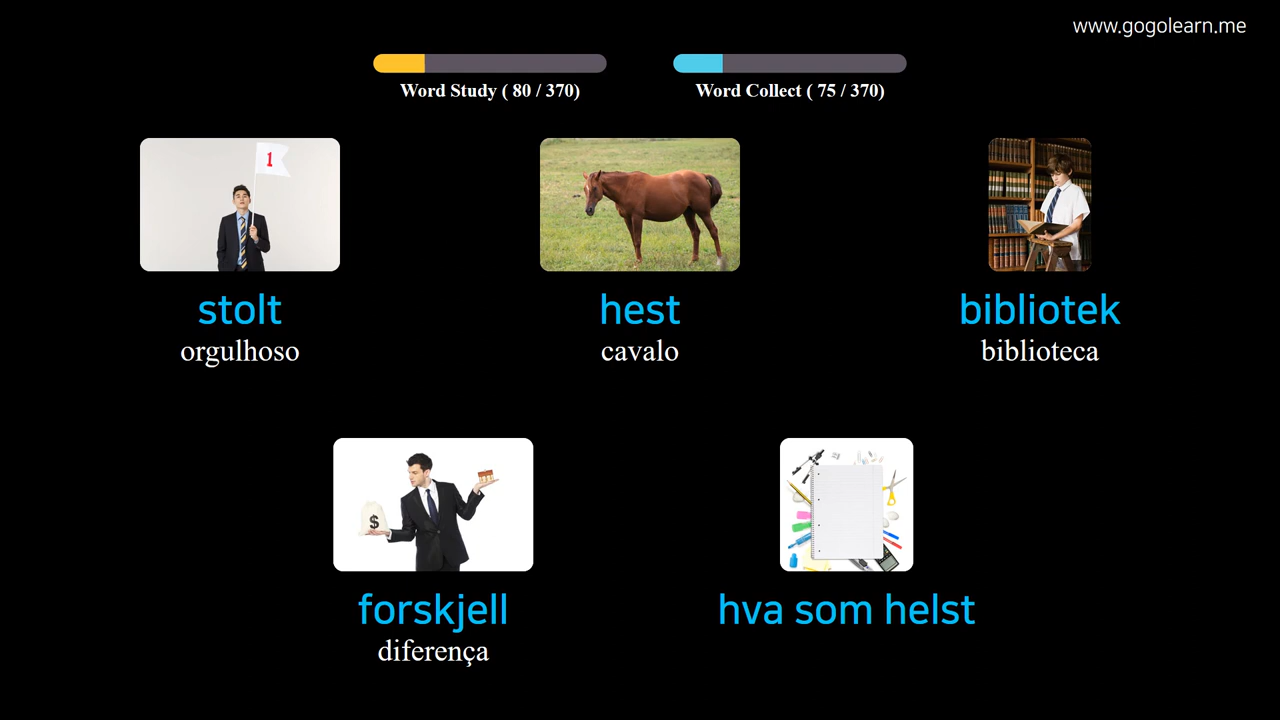 www.gogolearn.me
Word Study ( 80 / 370)
Word Collect ( 75 / 370)
1
stolt
orgulhoso
hest
cavalo
bibliotek
biblioteca
$
forskjell
diferença
hva som helst